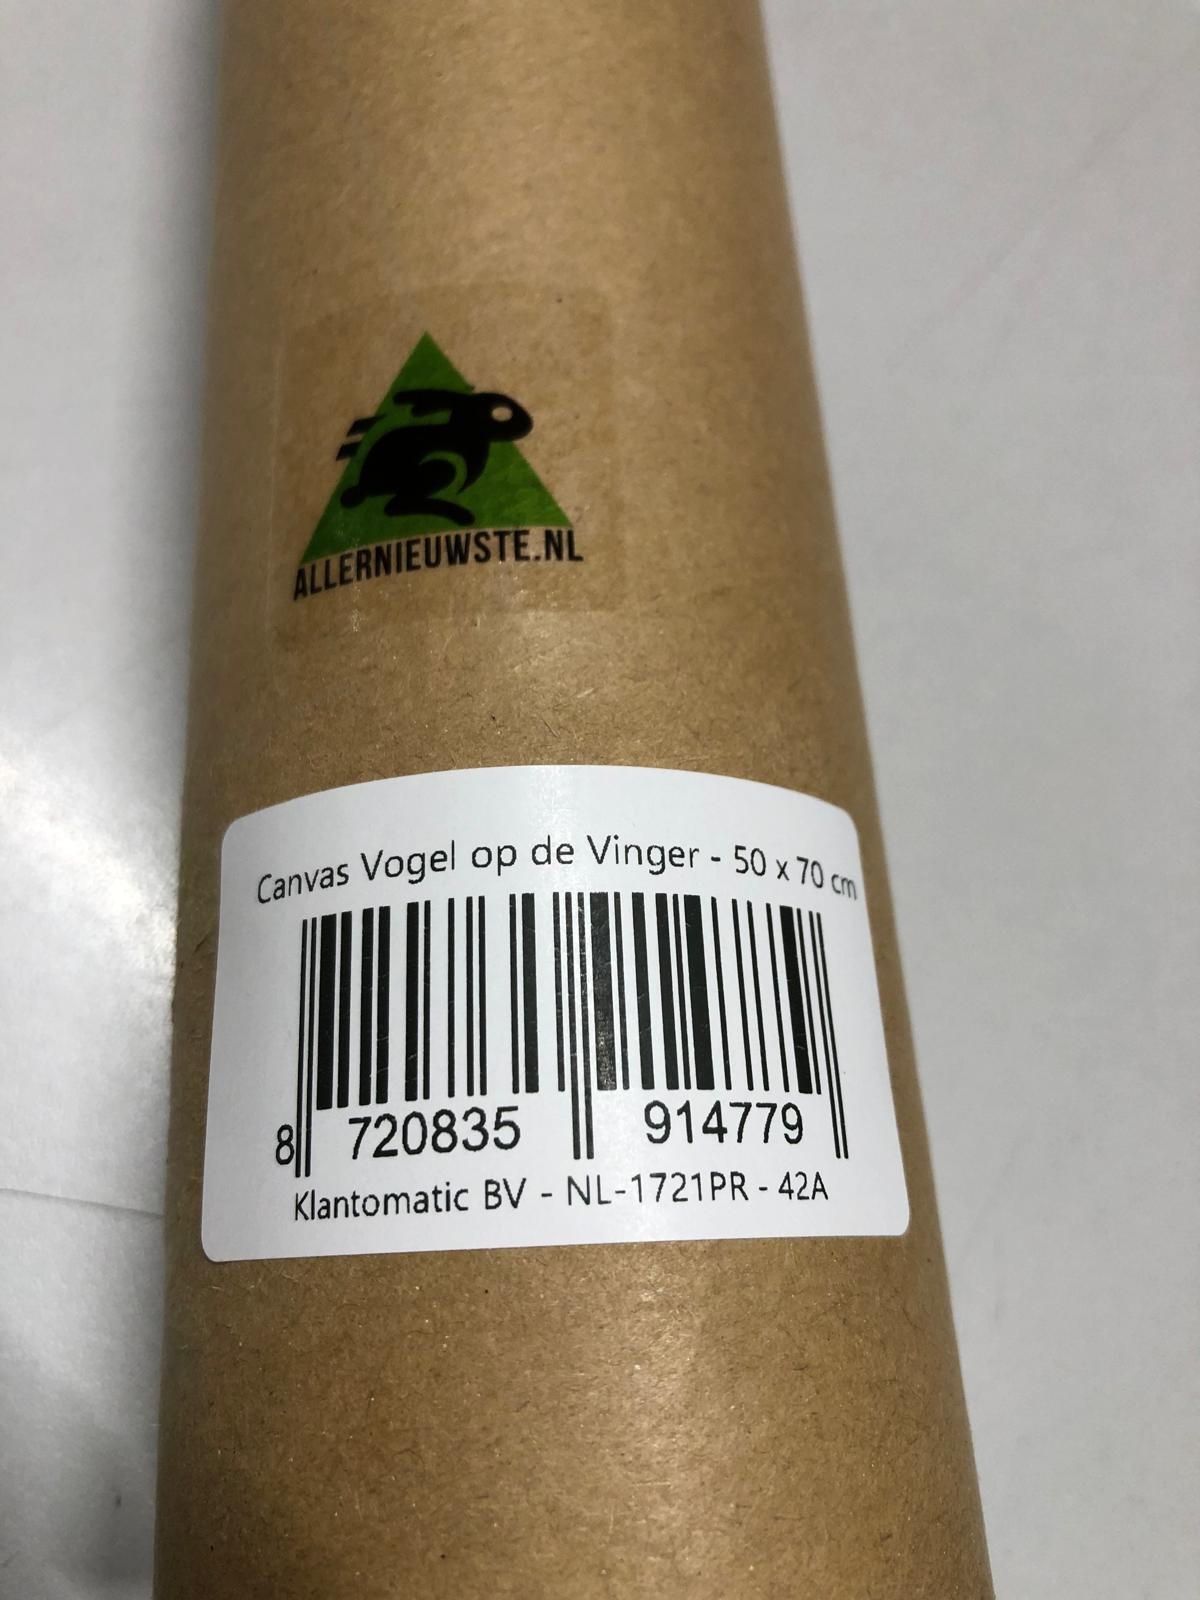 ALLERNIEUWSTE.NL
Canvas Vogel op de Vinger - 50 x 70 cm
8 720835 914779
Klantomatic BV - NL-1721PR - 42A